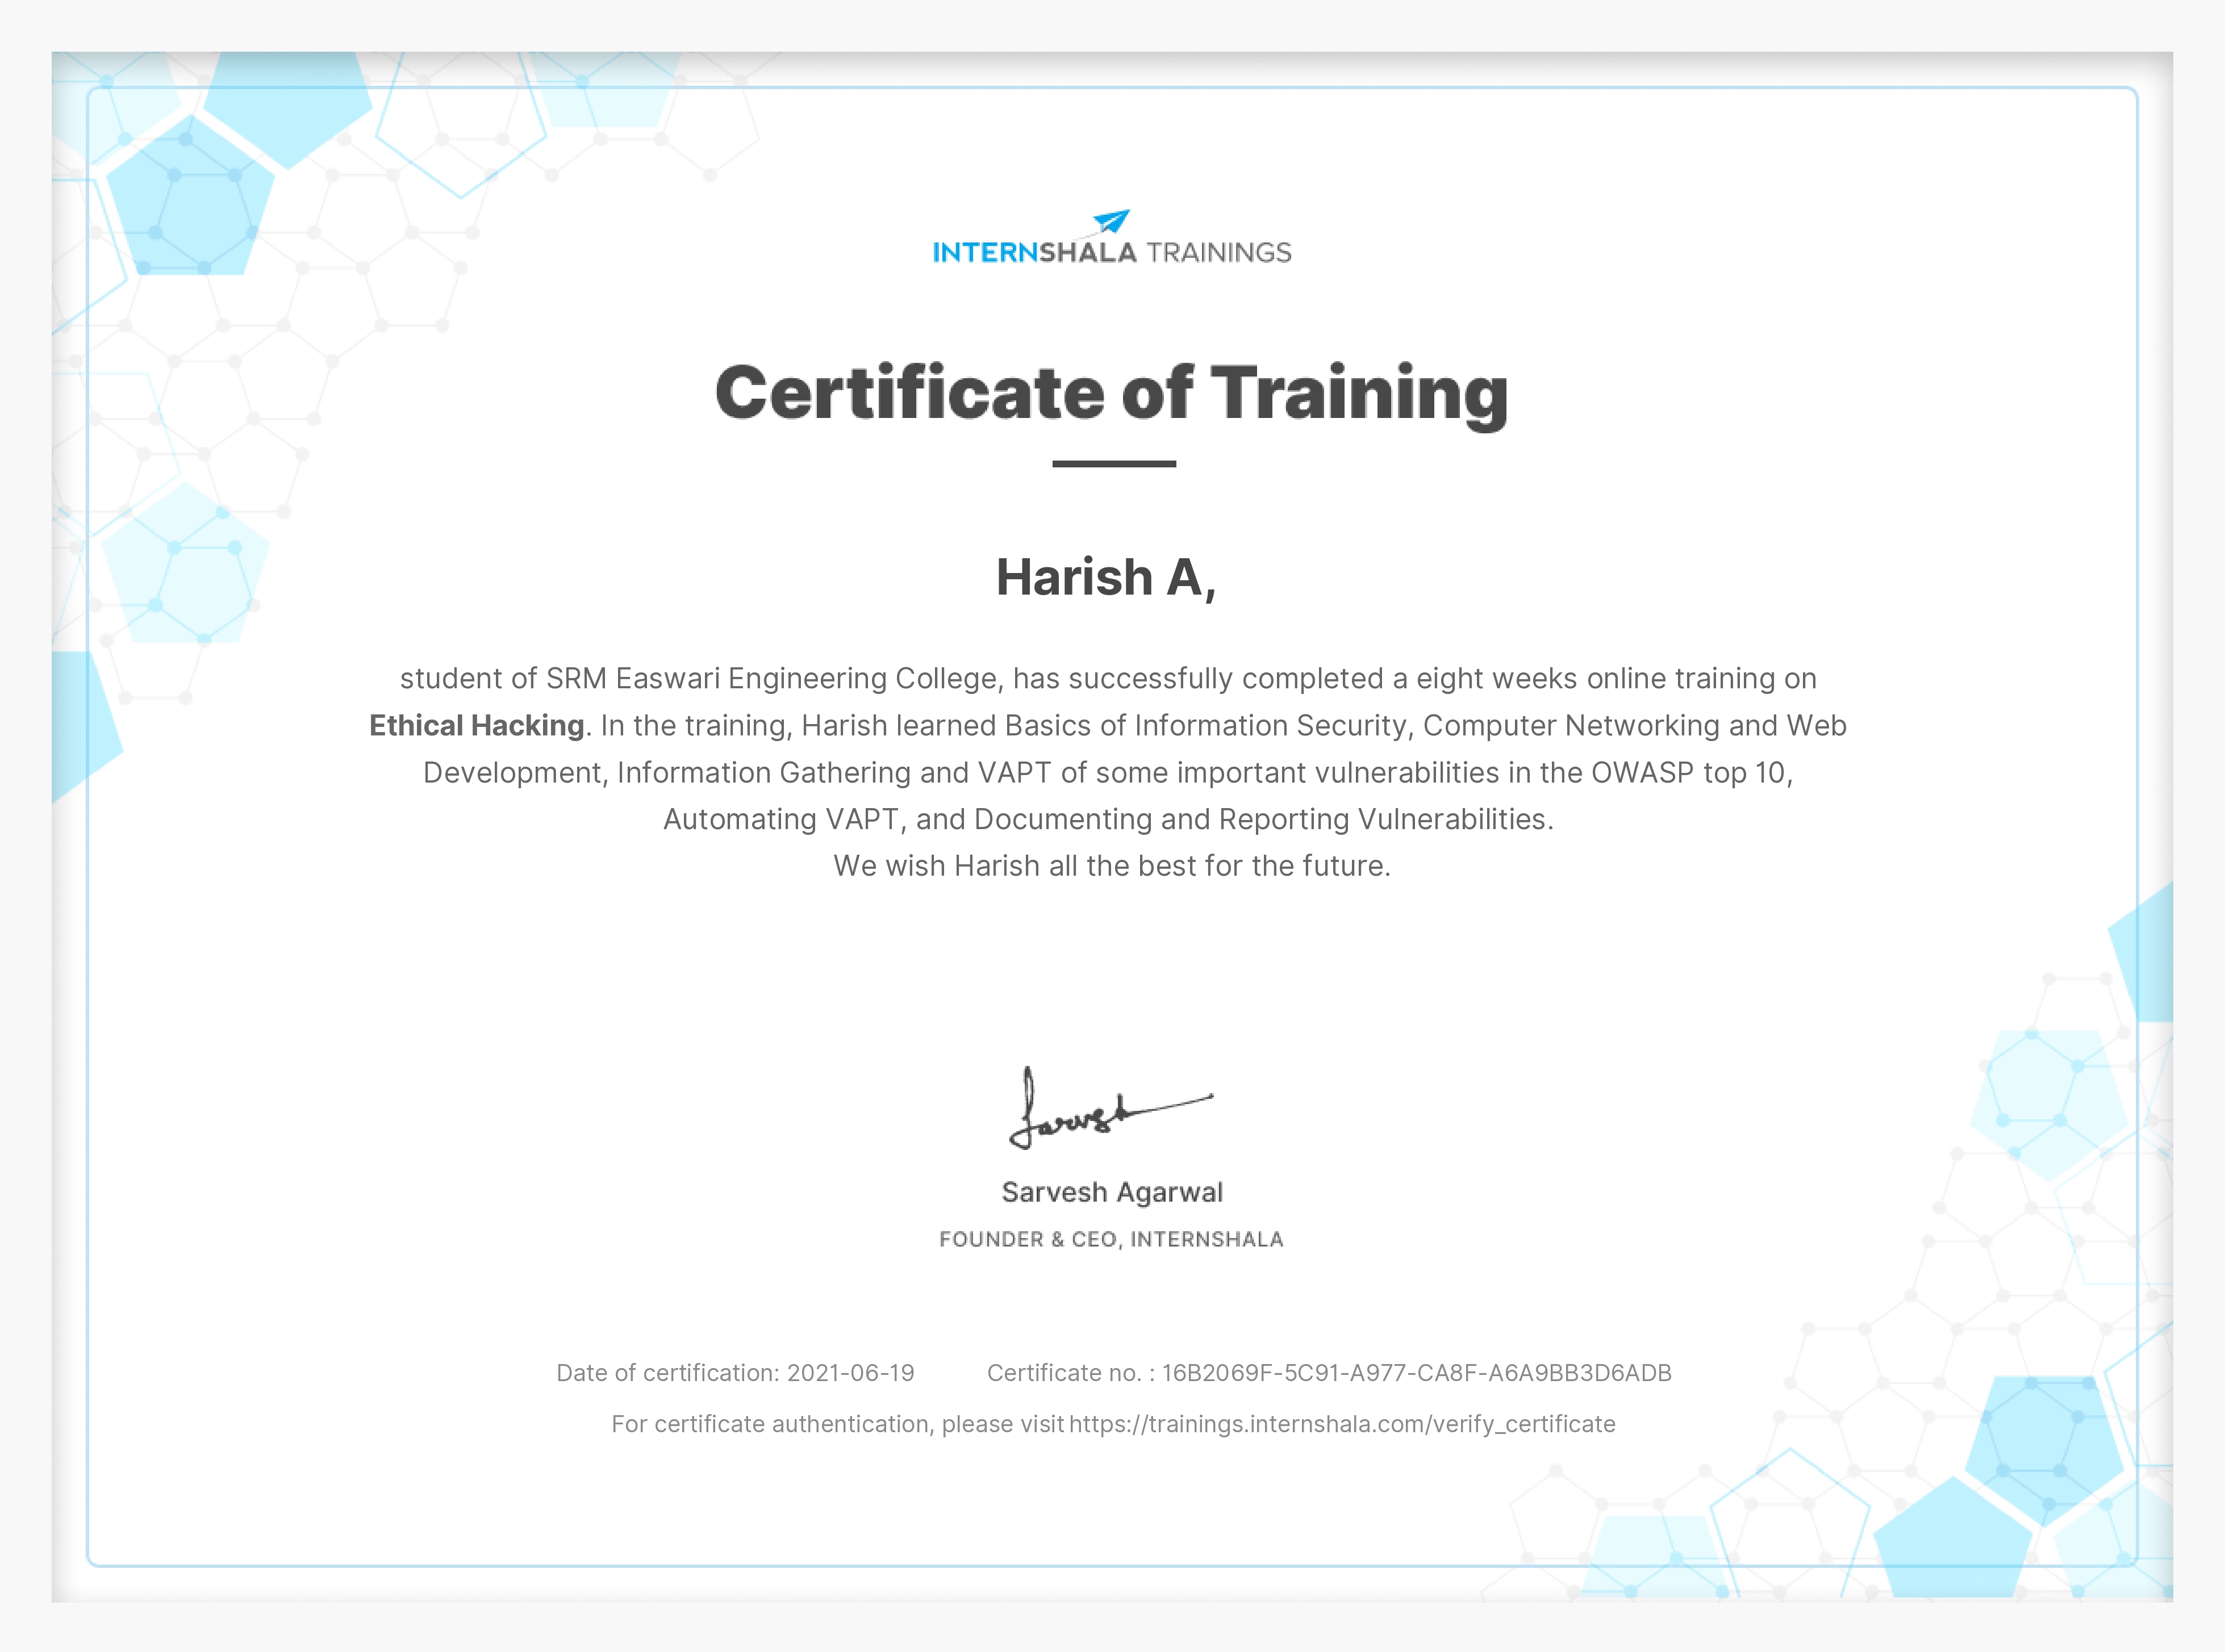 INTERNSHALA TRAININGS
Certificate of Training
Harish A,
student of SRM Easwari Engineering College, has successfully completed a eight weeks online training on
Ethical Hacking. In the training, Harish learned Basics of Information Security, Computer Networking and Web
Development, Information Gathering and VAPT of some important vulnerabilities in the OWASP top 10,
Automating VAPT, and Documenting and Reporting Vulnerabilities.
We wish Harish all the best for the future.
Sarvesh
Sarvesh Agarwal
FOUNDER & CEO, INTERNSHALA
Date of certification: 2021-06-19 Certificate no. : 16B2069F-5C91-A977-CA8F-A6A9BB3D6ADB
For certificate authentication, please visit https://trainings.internshala.com/verify_certificate